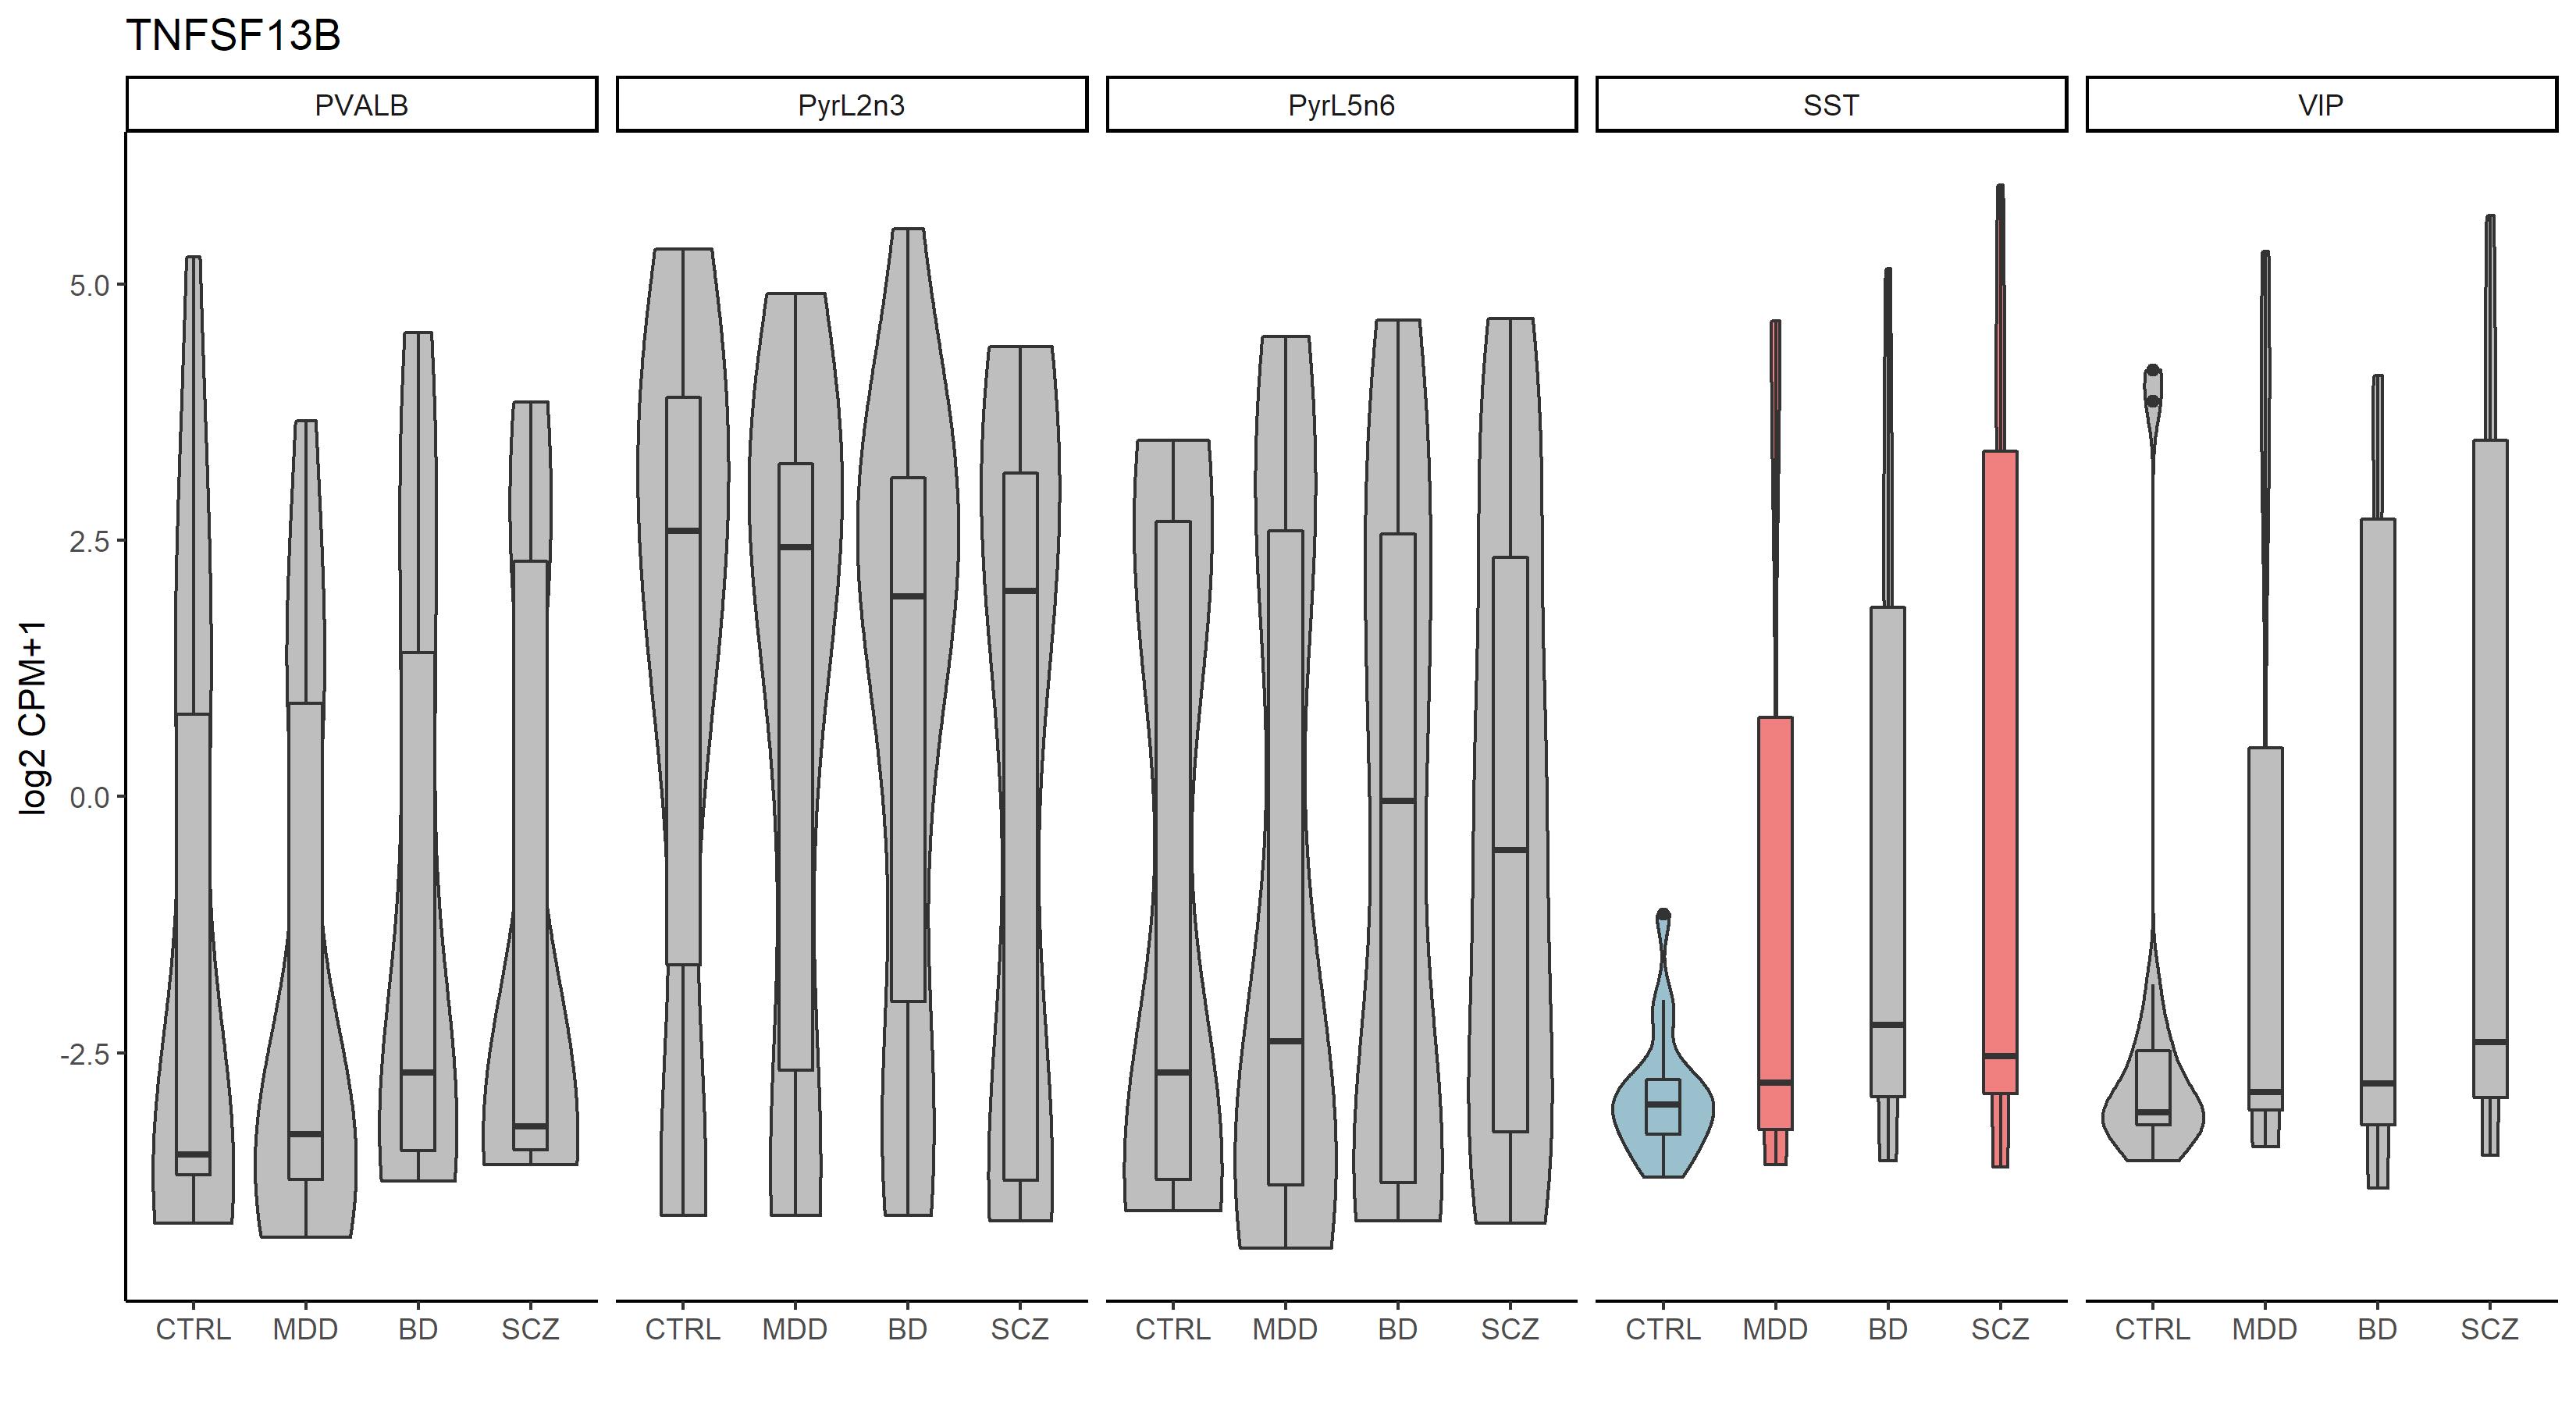 TNFSF13B
PVALB PyrL2n3 PyrL5n6 SST VIP
log2 CPM+1
5.0
2.5
0.0
-2.5
CTRL MDD BD SCZ CTRL MDD BD SCZ CTRL MDD BD SCZ CTRL MDD BD SCZ CTRL MDD BD SCZ